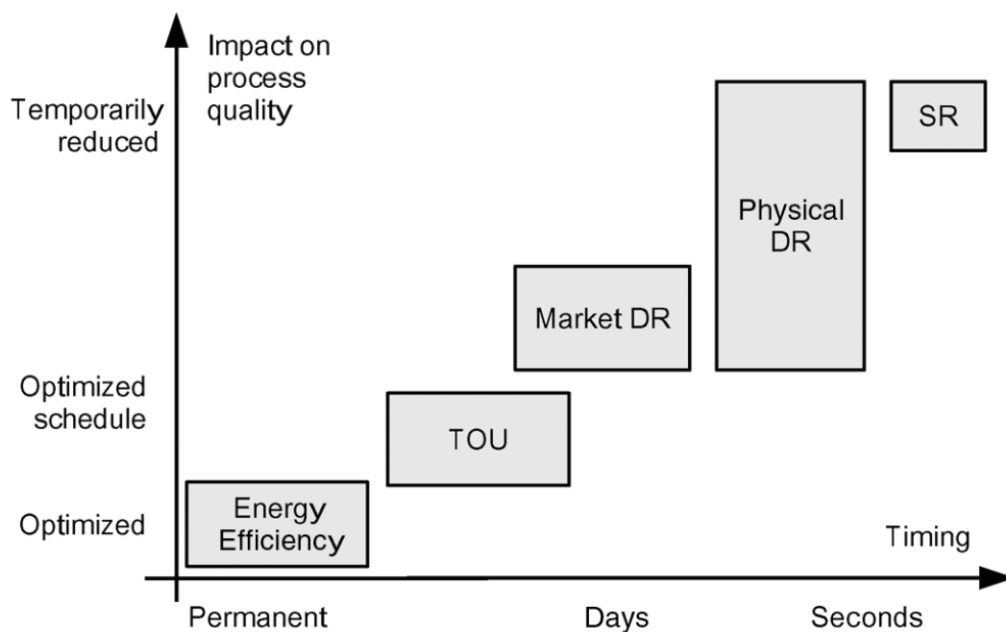 Impact on
process
quality
Temporarily
reduced
SR
Physical
DR
Market DR
Optimized
schedule
TOU
Optimized
Energy
Efficiency
Timing
Permanent
Days
Seconds